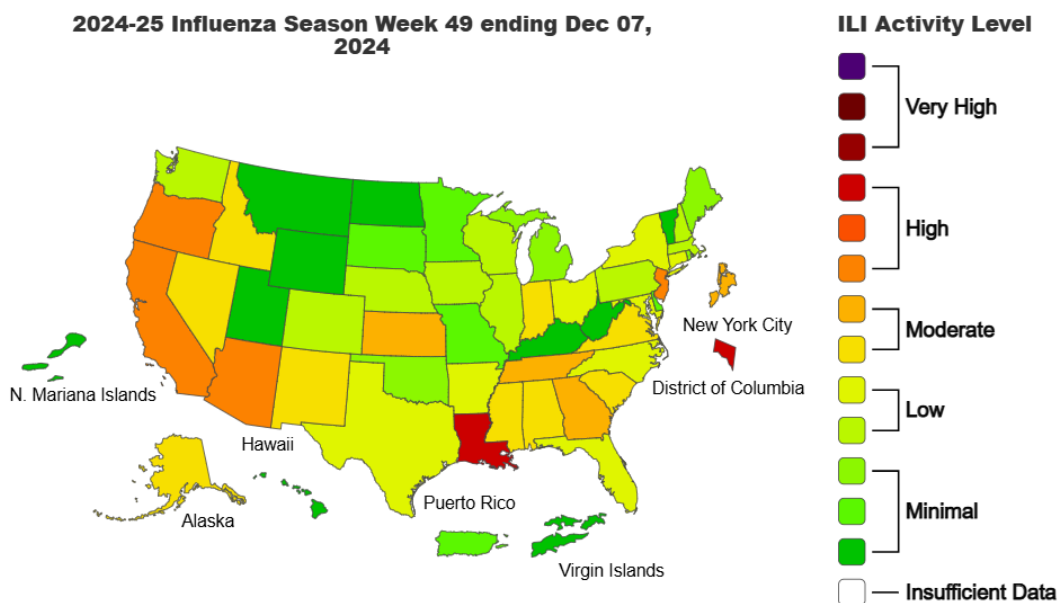 2024-25 Influenza Season Week 49 ending Dec 07,
2024
ILI Activity Level
Very High
High
Moderate
Low
Minimal
Insufficient Data
New York City
District of Columbia
N. Mariana Islands
Hawaii
Alaska
Puerto Rico
Virgin Islands